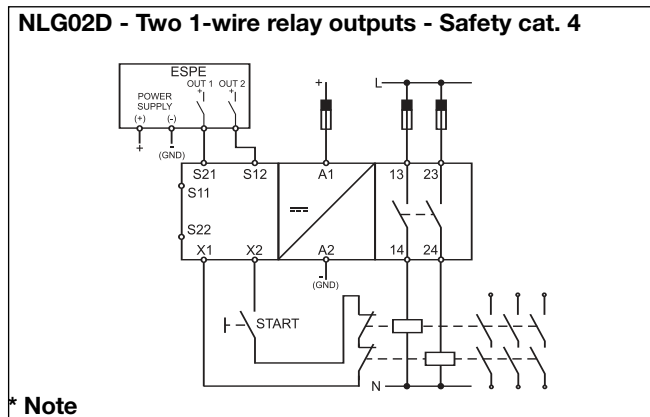 NLG02D - Two 1-wire relay outputs - Safety cat. 4
ESPE
OUT 1 OUT 2
+ +
POWER
SUPPLY
(+) (-)
+ -
(GND)
+ L
S21 S12 A1 13 23
S11
S22
X1 X2 A2 14 24
-
(GND)
START
N
* Note